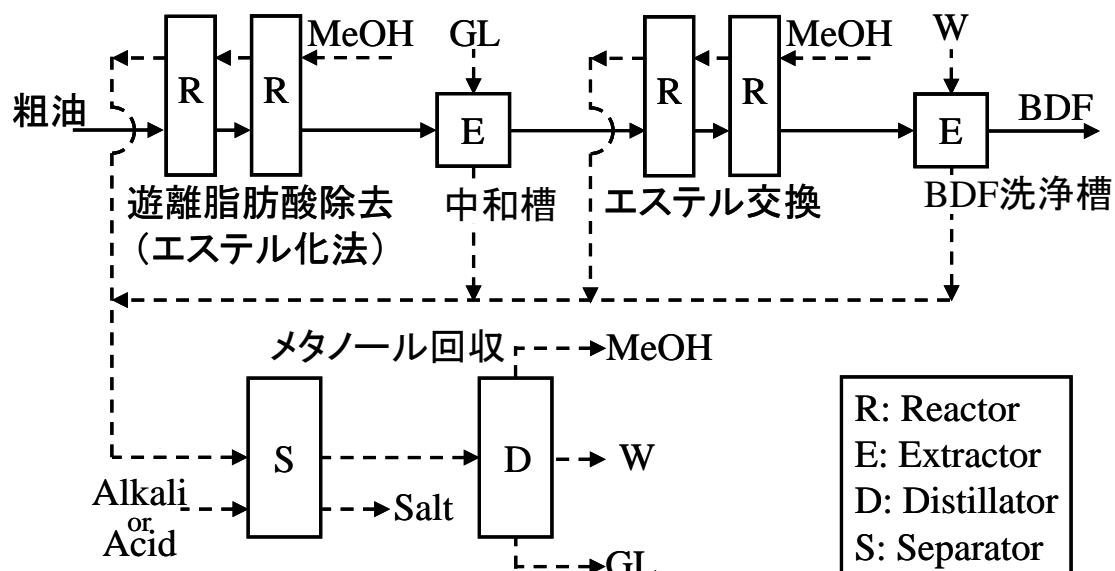 MeOH
GL
MeOH
W
粗油
R
R
E
R
R
E
BDF
遊離脂肪酸除去
(エステル化法)
中和槽
エステル交換
BDF洗浄槽
メタノール回収
MeOH
S
D
W
Alkali
or
Acid
Salt
GL
R: Reactor
E: Extractor
D: Distillator
S: Separator